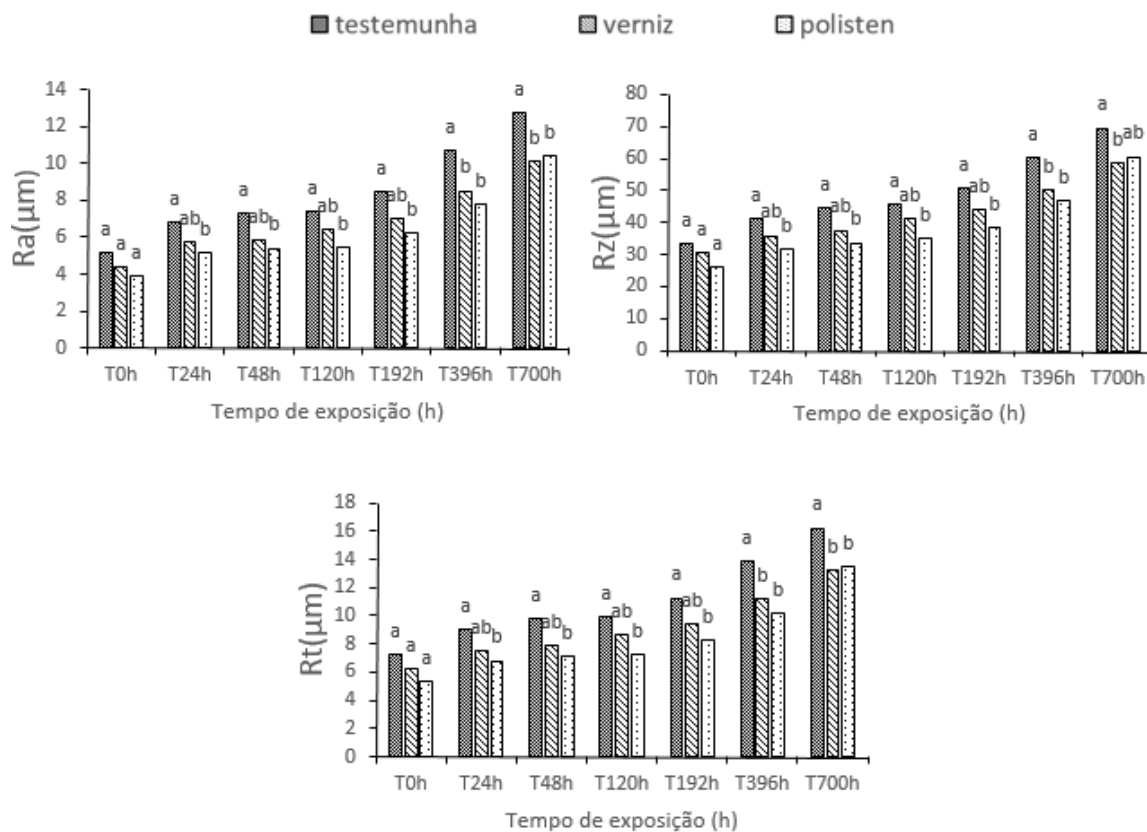 testemunha verniz polisten
14
12
10
8
6
4
2
0
Ra(µm)
a a a
a ab b
a ab b
a ab b
a ab b
a b b
a b b
T0h T24h T48h T120h T192h T396h T700h
Tempo de exposição (h)
80
70
60
50
40
30
20
10
0
Rz(µm)
a a a
a ab b
a ab b
a ab b
a ab b
a b b
a b ab
T0h T24h T48h T120h T192h T396h T700h
Tempo de exposição (h)
18
16
14
12
10
8
6
4
2
0
Rt(µm)
a a a
a ab b
a ab b
a ab b
a ab b
a b b
a b b
T0h T24h T48h T120h T192h T396h T700h
Tempo de exposição (h)